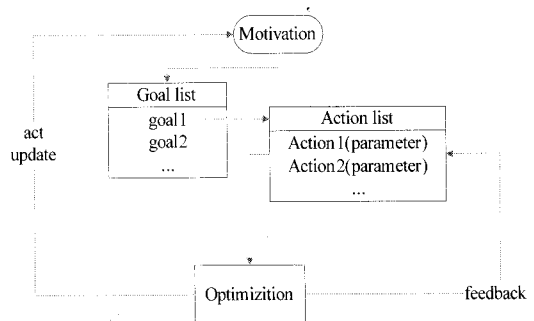 Motivation
Goal list
goal1
goal2
...
Action list
Action1(parameter)
Action2(parameter)
...
act
update
Optimizition
feedback